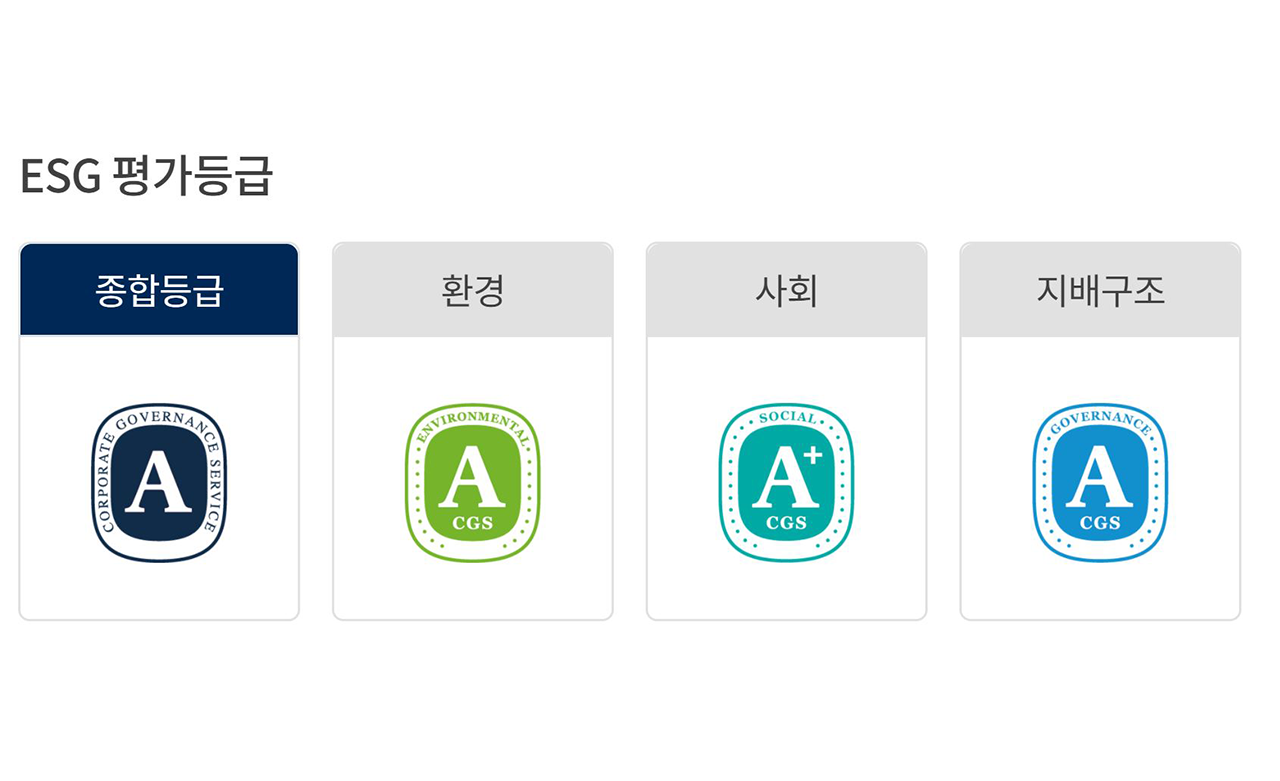 ESG 평가등급
종합등급
환경
사회
지배구조
CORPORATE GOVERNANCE SERVICE
A
ENVIRONMENTAL
A
CGS
SOCIAL
A+
CGS
GOVERNANCE
A
CGS